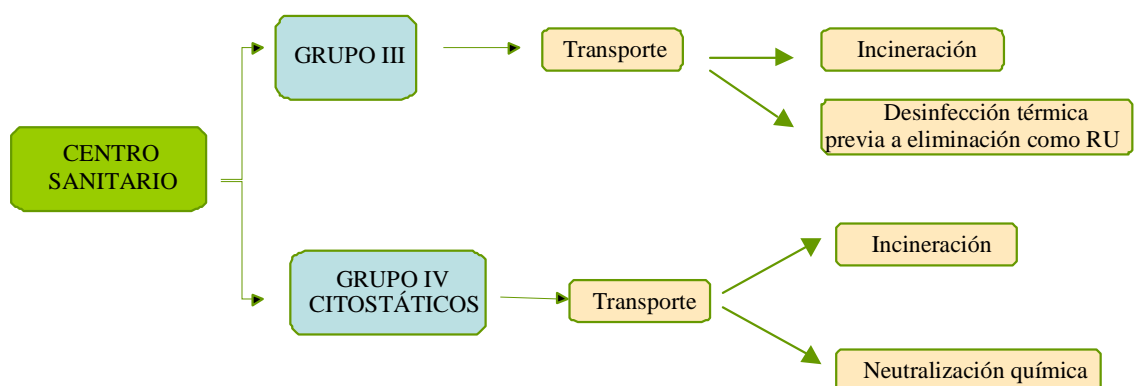 GRUPO III
Transporte
Incineración
Desinfección térmica
previa a eliminación como RU
CENTRO
SANITARIO
GRUPO IV
CITOSTÁTICOS
Transporte
Incineración
Neutralización química